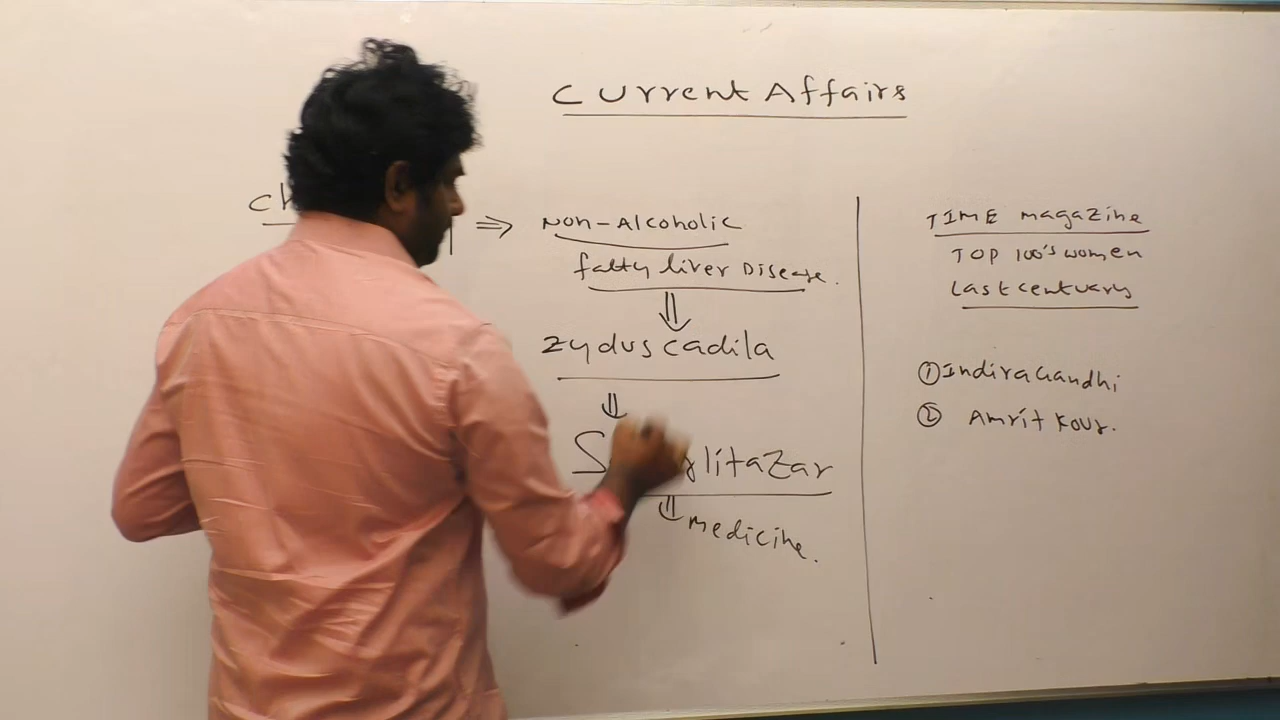 Current Affairs
⇒ Non-Alcoholic
fatty liver Disease.
⇓
Zydus cadila
⇓
⇓ medicine.
TIME magazine
TOP 100's women
Last centuary
① Indira Gandhi
② Amrit Kour.